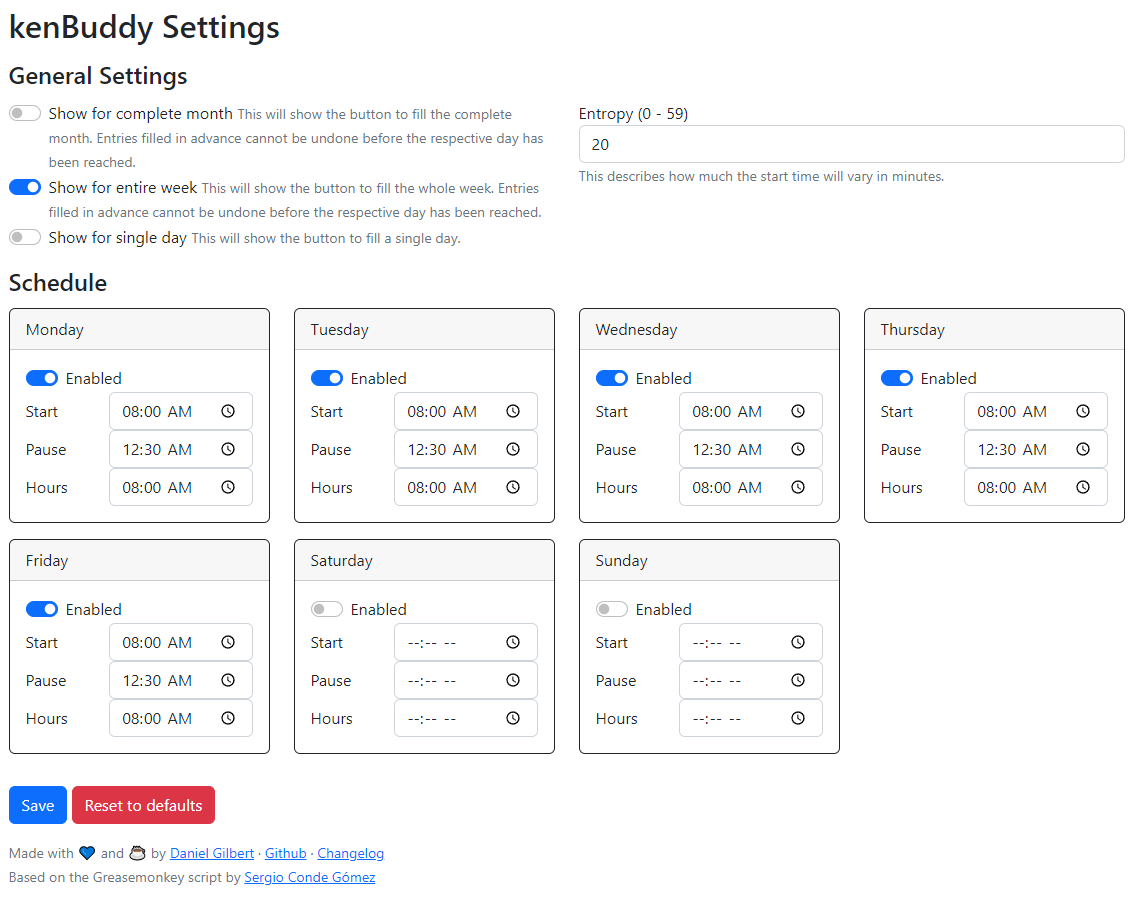 kenBuddy Settings
General Settings
Show for complete month This will show the button to fill the complete
month. Entries filled in advance cannot be undone before the respective day has
been reached.
Show for entire week This will show the button to fill the whole week. Entries
filled in advance cannot be undone before the respective day has been reached.
Show for single day This will show the button to fill a single day.
Entropy (0 - 59)
20
This describes how much the start time will vary in minutes.
Schedule
Monday
Enabled
Start 08:00 AM
Pause 12:30 AM
Hours 08:00 AM
Tuesday
Enabled
Start 08:00 AM
Pause 12:30 AM
Hours 08:00 AM
Wednesday
Enabled
Start 08:00 AM
Pause 12:30 AM
Hours 08:00 AM
Thursday
Enabled
Start 08:00 AM
Pause 12:30 AM
Hours 08:00 AM
Friday
Enabled
Start 08:00 AM
Pause 12:30 AM
Hours 08:00 AM
Saturday
Enabled
Start --:-- --
Pause --:-- --
Hours --:-- --
Sunday
Enabled
Start --:-- --
Pause --:-- --
Hours --:-- --
Save
Reset to defaults
Made with 💙 and ☕ by Daniel Gilbert · Github · Changelog
Based on the Greasemonkey script by Sergio Conde Gómez